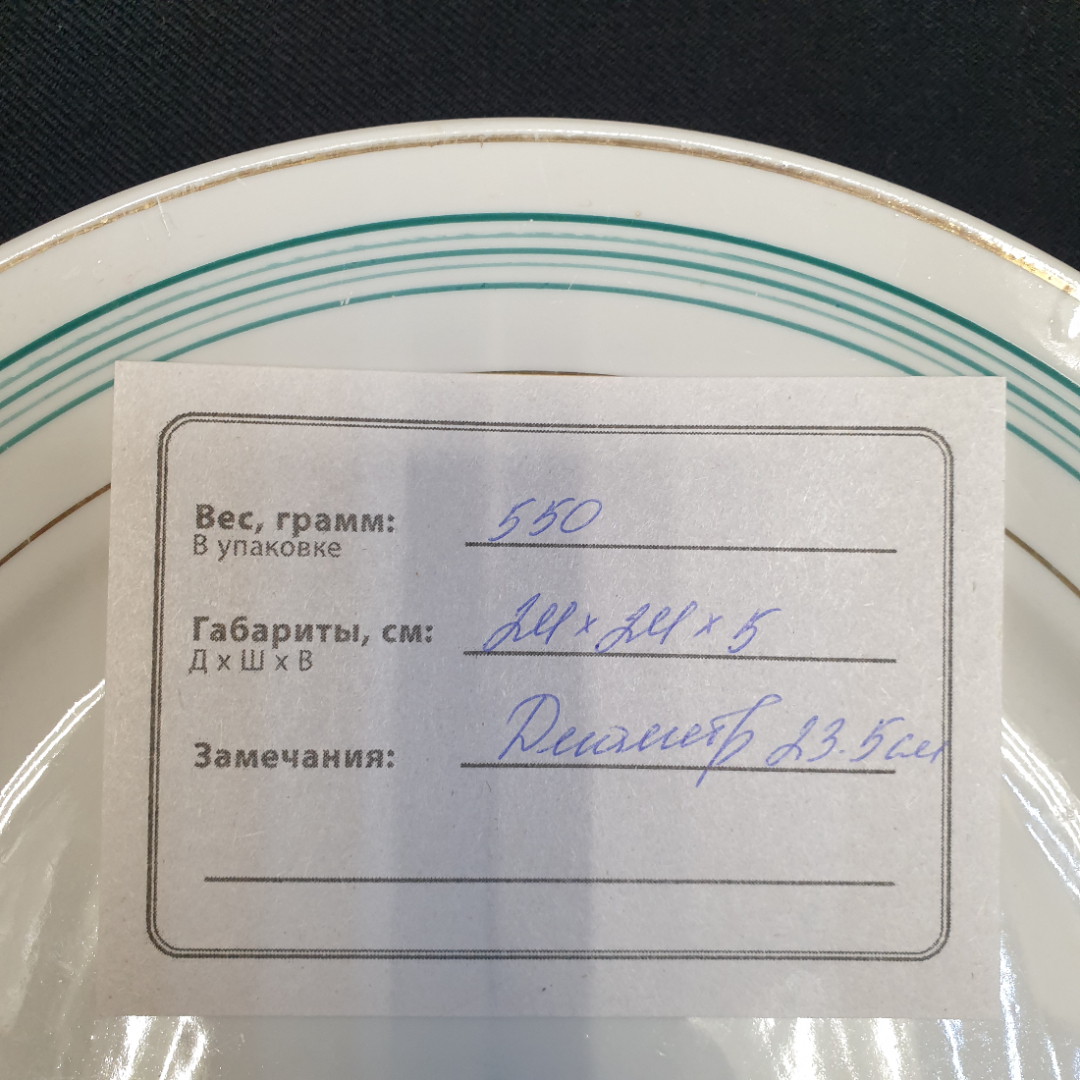 Вес, грамм: 550
В упаковке
Габариты, см: 24 x 24 x 5
Д x Ш x В
Замечания: Диаметр 23.5см